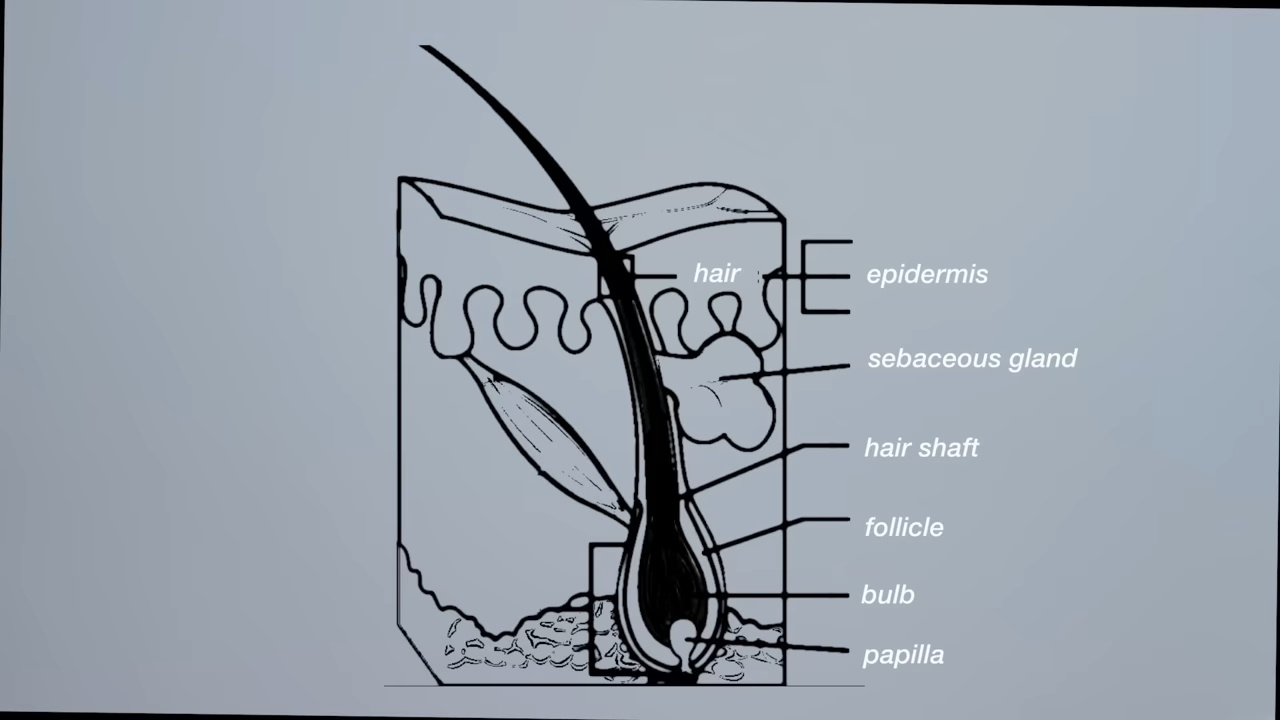 hair
epidermis
sebaceous gland
hair shaft
follicle
bulb
papilla